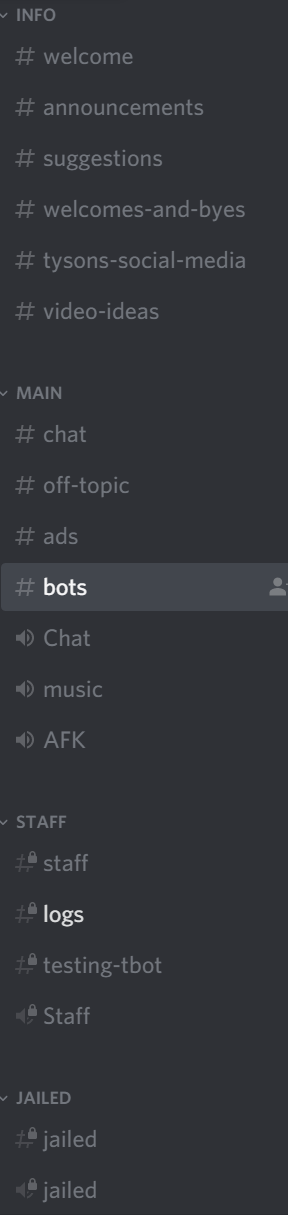 INFO
# welcome
# announcements
# suggestions
# welcomes-and-byes
# tysons-social-media
# video-ideas
MAIN
# chat
# off-topic
# ads
# bots
Chat
music
AFK
STAFF
# staff
# logs
# testing-tbot
Staff
JAILED
# jailed
jailed